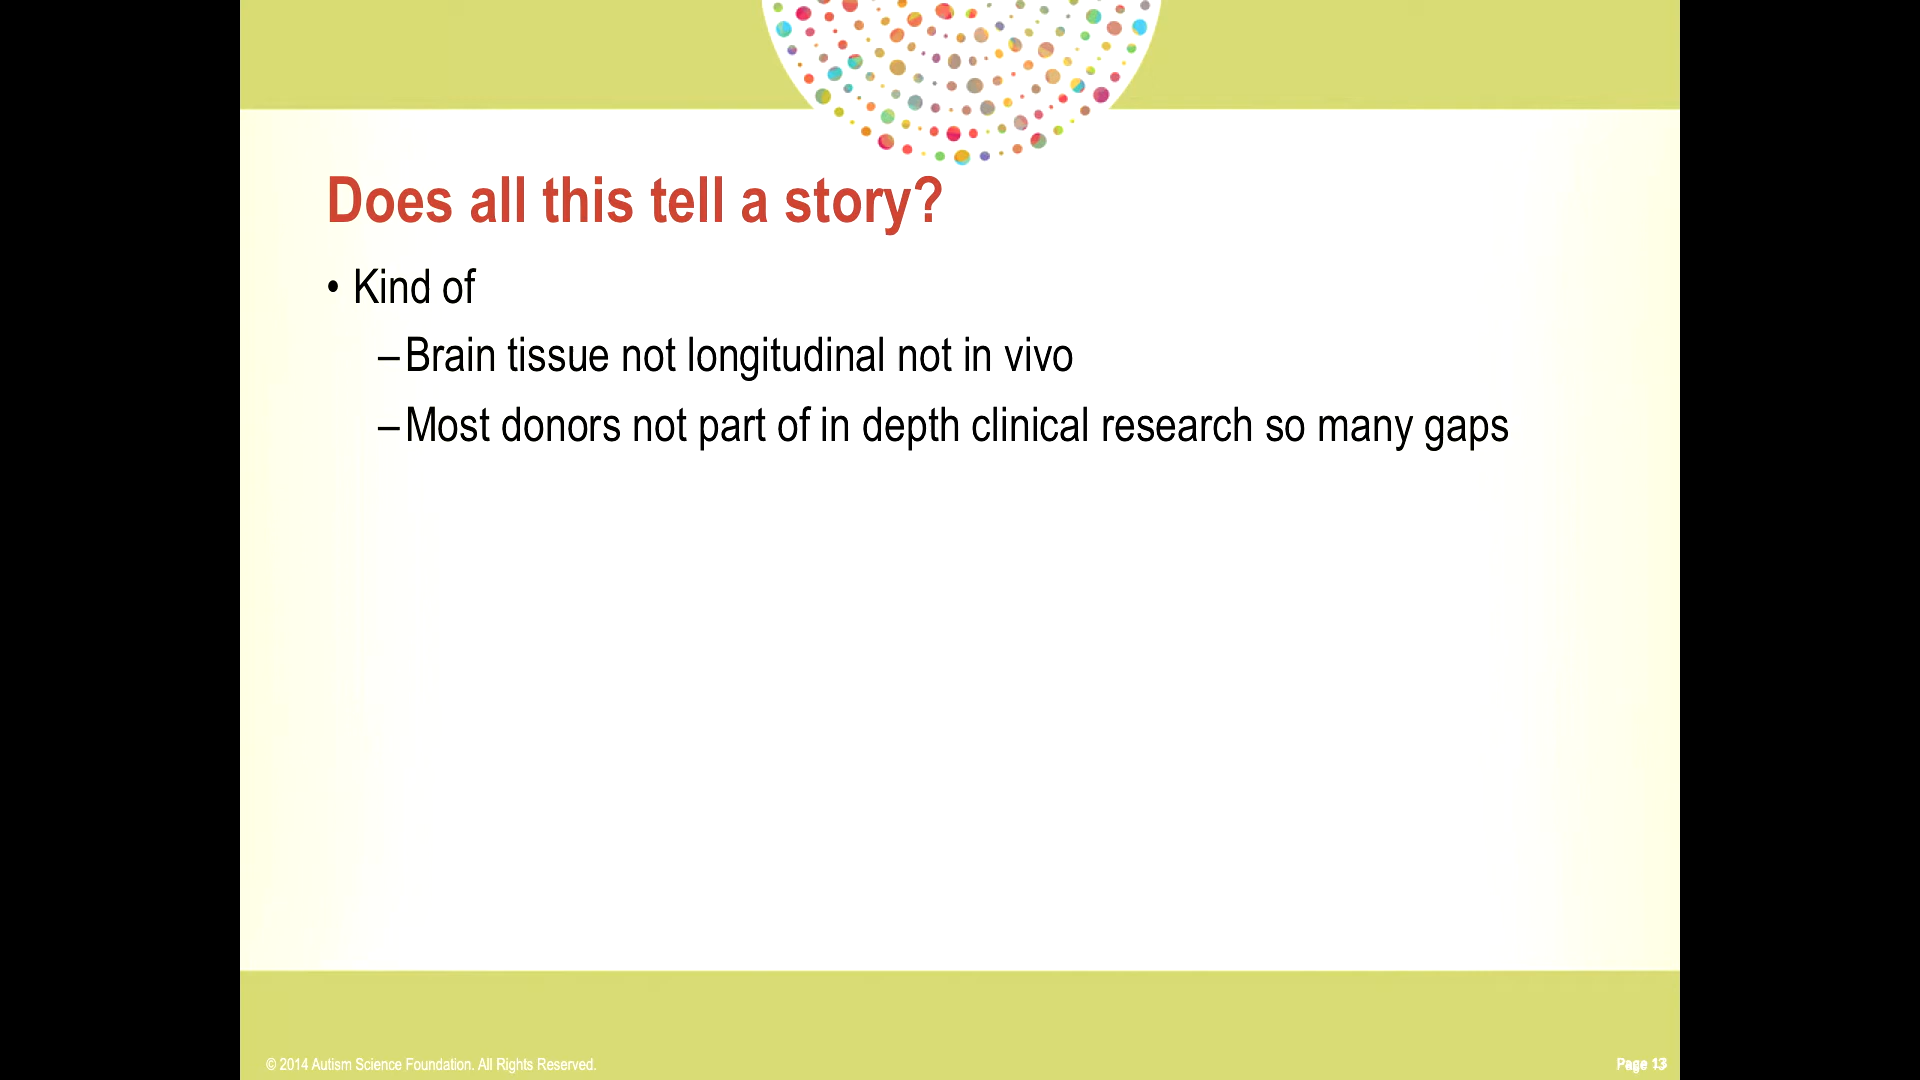 Does all this tell a story?
• Kind of
–Brain tissue not longitudinal not in vivo
–Most donors not part of in depth clinical research so many gaps
© 2014 Autism Science Foundation. All Rights Reserved.
Page 13